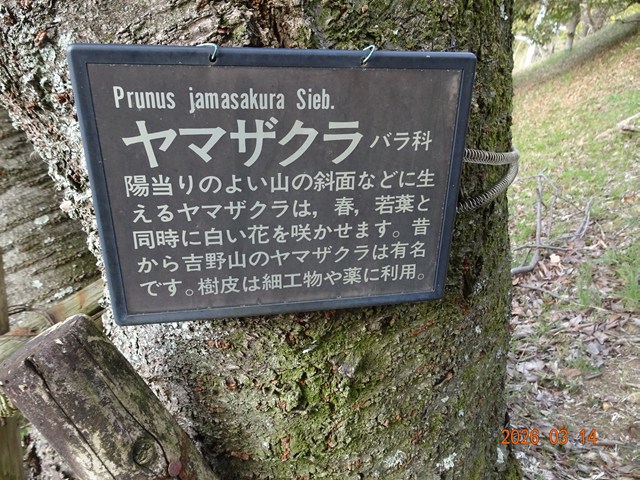 Prunus jamasakura Sieb.
ヤマザクラ バラ科
陽当りのよい山の斜面などに生
えるヤマザクラは，春，若葉と
同時に白い花を咲かせます。昔
から吉野山のヤマザクラは有名
です。樹皮は細工物や薬に利用。
2026 03 14